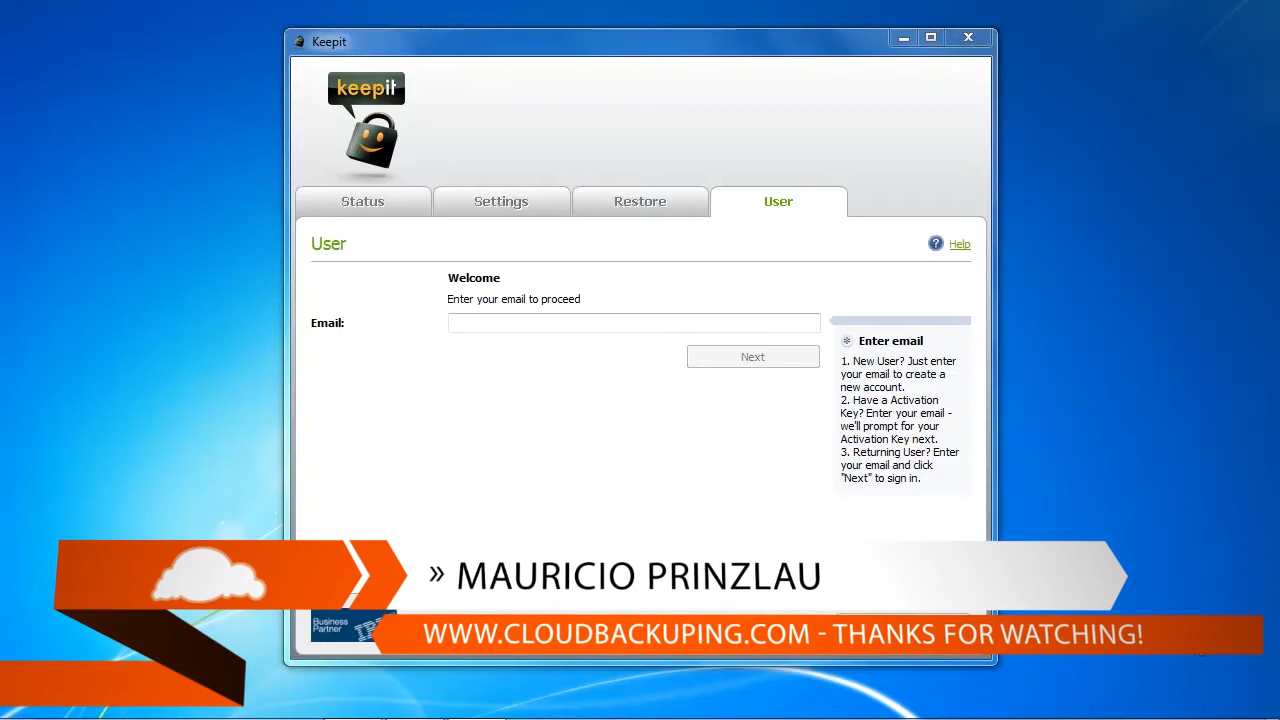 Keepit
keepit
Status
Settings
Restore
User
User
? Help
Welcome
Enter your email to proceed
Email:
Next
Enter email
1. New User? Just enter
your email to create a
new account.
2. Have a Activation
Key? Enter your email -
we'll prompt for your
Activation Key next.
3. Returning User? Enter
your email and click
"Next" to sign in.
» MAURICIO PRINZLAU
Business
Partner
WWW.CLOUDBACKUPING.COM - THANKS FOR WATCHING!